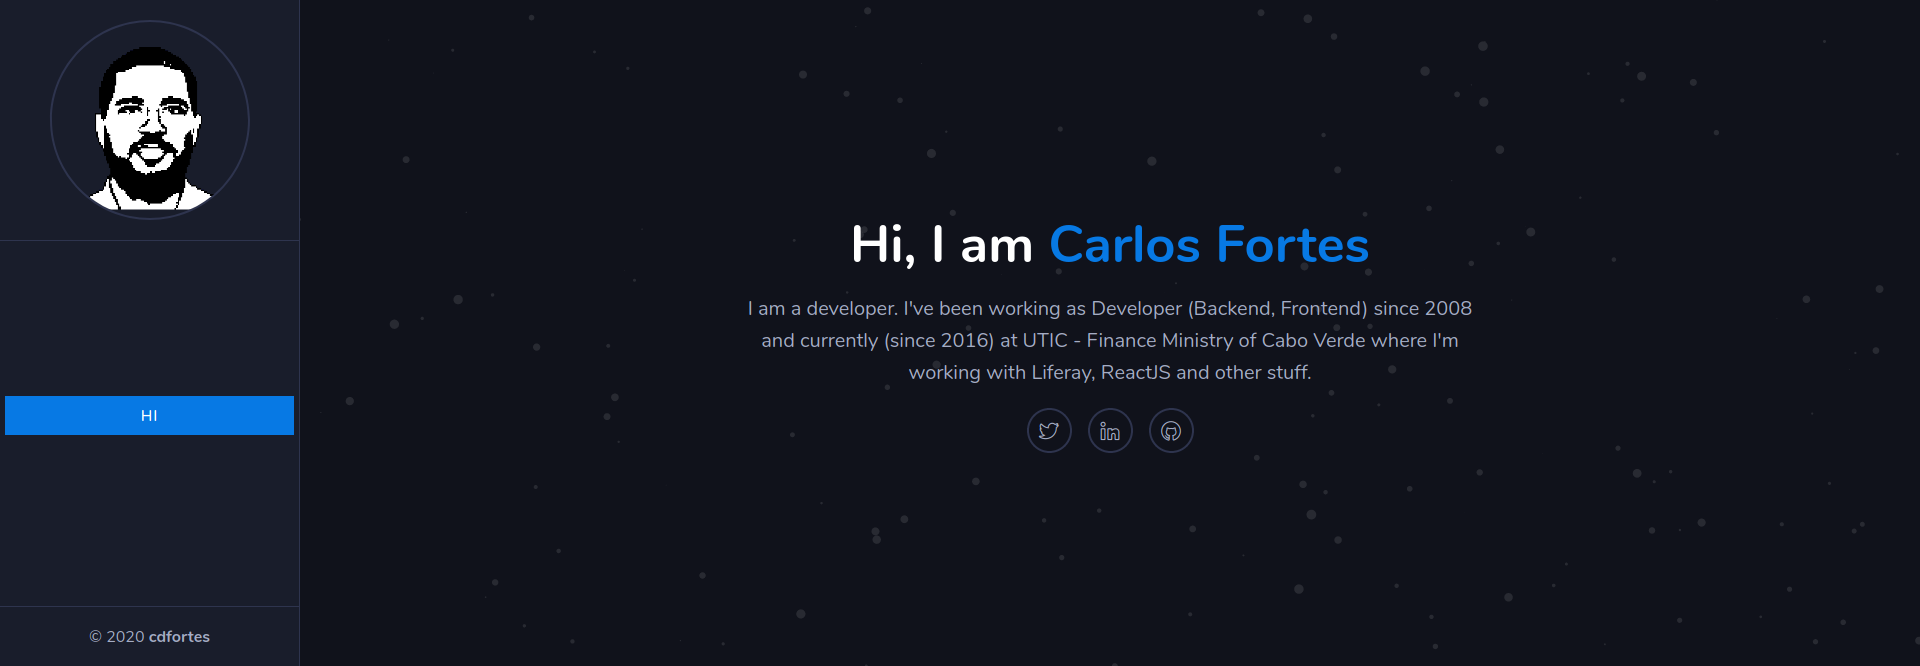 HI
© 2020 cdfortes
Hi, I am Carlos Fortes
I am a developer. I've been working as Developer (Backend, Frontend) since 2008
and currently (since 2016) at UTIC - Finance Ministry of Cabo Verde where I'm
working with Liferay, ReactJS and other stuff.
in